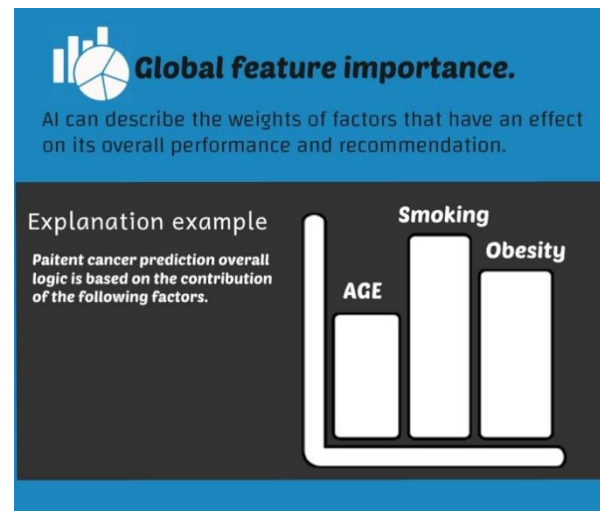 Global feature importance.
AI can describe the weights of factors that have an effect
on its overall performance and recommendation.
Explanation example
Paitent cancer prediction overall
logic is based on the contribution
of the following factors.
Smoking
Obesity
AGE